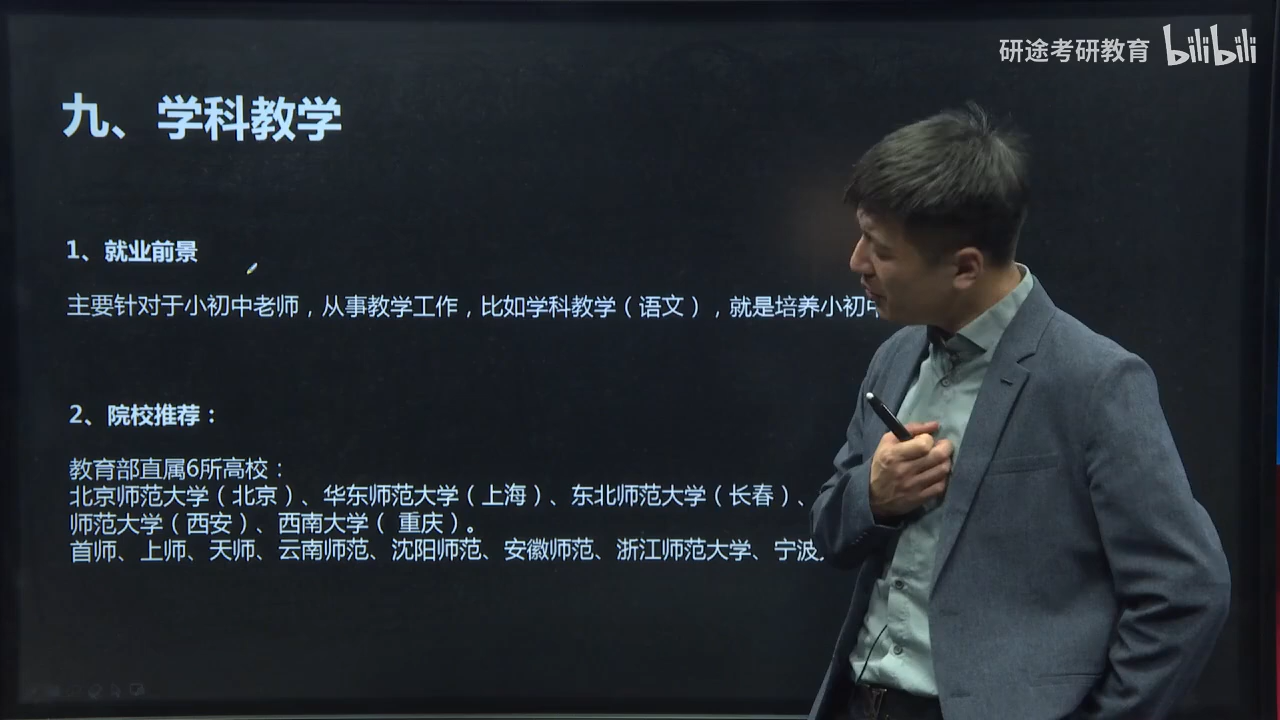 研途考研教育 bilibili
九、学科教学
1、就业前景
主要针对于小初中老师，从事教学工作，比如学科教学（语文），就是培养小初
2、院校推荐：
教育部直属6所高校：
北京师范大学（北京）、华东师范大学（上海）、东北师范大学（长春）、
师范大学（西安）、西南大学（ 重庆）。
首师、上师、天师、云南师范、沈阳师范、安徽师范、浙江师范大学、宁波